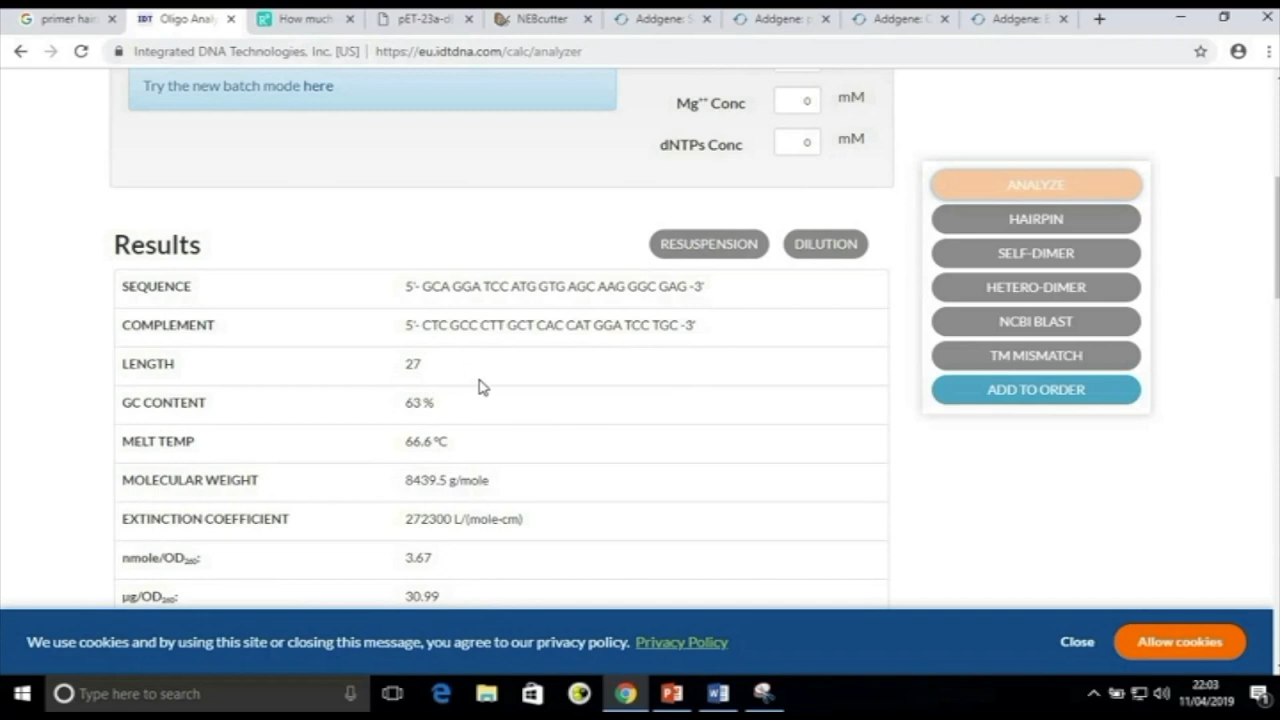 primer hair
IDT Oligo Anal
How much
pET-23a-d
NEBcutter
Addgene: S
Addgene: p
Addgene: C
Addgene: E
Integrated DNA Technologies, Inc. [US] | https://eu.idtdna.com/calc/analyzer
Try the new batch mode here
Mg⁺⁺ Conc 0 mM
dNTPs Conc 0 mM
ANALYZE
HAIRPIN
SELF-DIMER
HETERO-DIMER
NCBI BLAST
TM MISMATCH
ADD TO ORDER
Results
RESUSPENSION
DILUTION
SEQUENCE 5'- GCA GGA TCC ATG GTG AGC AAG GGC GAG -3'
COMPLEMENT 5'- CTC GCC CTT GCT CAC CAT GGA TCC TGC -3'
LENGTH 27
GC CONTENT 63 %
MELT TEMP 66.6 ºC
MOLECULAR WEIGHT 8439.5 g/mole
EXTINCTION COEFFICIENT 272300 L/(mole·cm)
nmole/OD₂₆₀: 3.67
µg/OD₂₆₀: 30.99
We use cookies and by using this site or closing this message, you agree to our privacy policy. Privacy Policy
Close
Allow cookies
Type here to search
22:03
11/04/2019